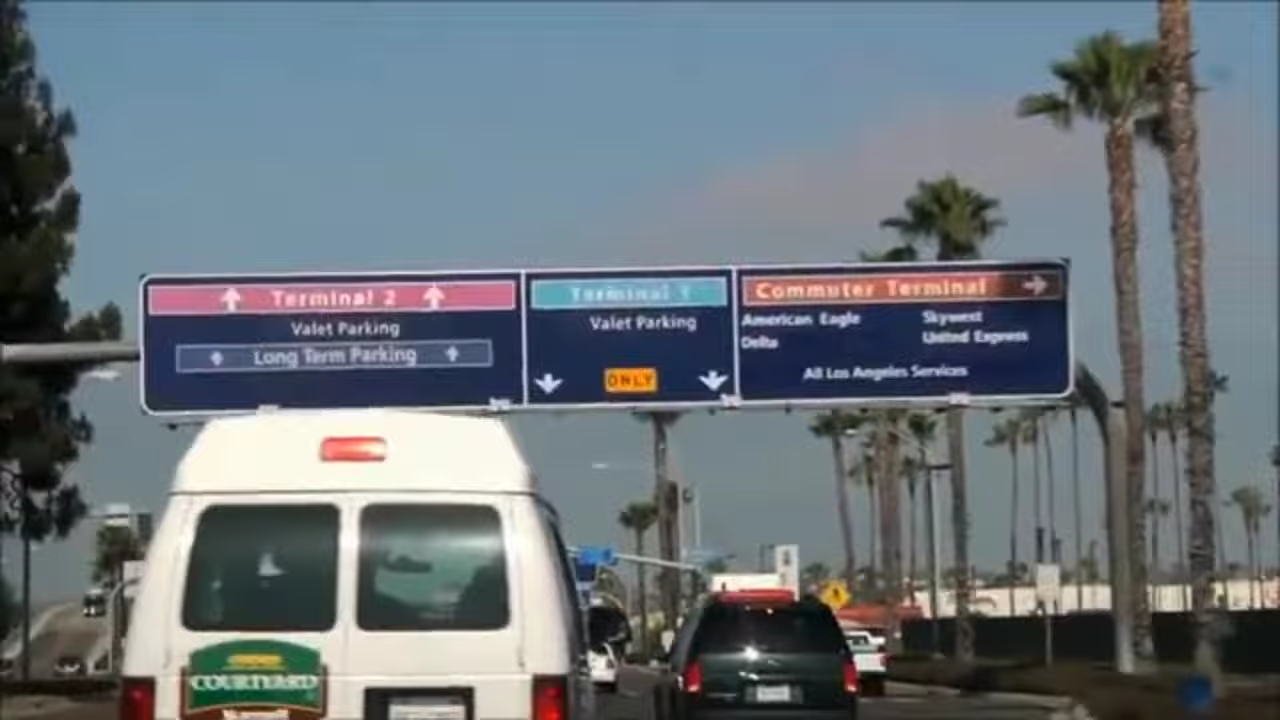 Terminal 2
Valet Parking
Long Term Parking
Terminal 1
Valet Parking
ONLY
Commuter Terminal
American Eagle
Skywest
Delta
United Express
All Los Angeles Services
COURTYARD